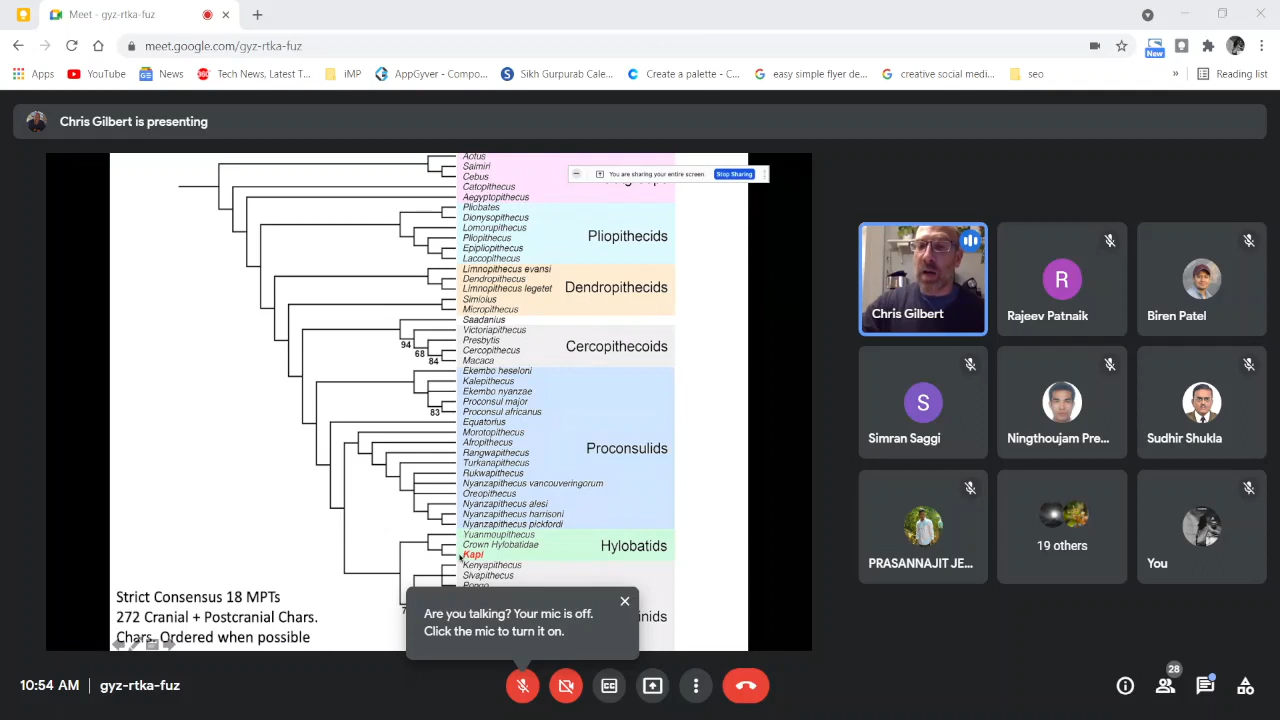 Meet - gyz-rtka-fuz
meet.google.com/gyz-rtka-fuz
New
Apps YouTube News Tech News, Latest T... iMP AppGyver - Compo... Sikh Gurpurab Cale... Create a palette - C... easy simple flyer de... creative social medi... seo » Reading list
Chris Gilbert is presenting
You are sharing your entire screen Stop Sharing
Aotus
Saimiri
Cebus
Catopithecus
Aegyptopithecus
Pliobates
Dionysopithecus
Lomorupithecus
Pliopithecus
Epipliopithecus
Laccopithecus
Pliopithecids
Limnopithecus evansi
Dendropithecus
Limnopithecus legetet
Simiolus
Micropithecus
Dendropithecids
Saadanius
Victoriapithecus
Presbytis
Cercopithecus
Macaca
94
68
84
Cercopithecoids
Ekembo heseloni
Kalepithecus
Ekembo nyanzae
Proconsul major
Proconsul africanus
83
Equatorius
Morotopithecus
Afropithecus
Rangwapithecus
Turkanapithecus
Rukwapithecus
Nyanzapithecus vancouveringorum
Oreopithecus
Nyanzapithecus alesi
Nyanzapithecus harrisoni
Nyanzapithecus pickfordi
Proconsulids
Yuanmoupithecus
Crown Hylobatidae
Kapi
Hylobatids
Kenyapithecus
Sivapithecus
Pongo
inids
Strict Consensus 18 MPTs
272 Cranial + Postcranial Chars.
Chars. Ordered when possible
Are you talking? Your mic is off.
Click the mic to turn it on.
Chris Gilbert
R
Rajeev Patnaik
Biren Patel
S
Simran Saggi
Ningthoujam Pre...
Sudhir Shukla
PRASANNAJIT JE...
19 others
You
10:54 AM | gyz-rtka-fuz
28